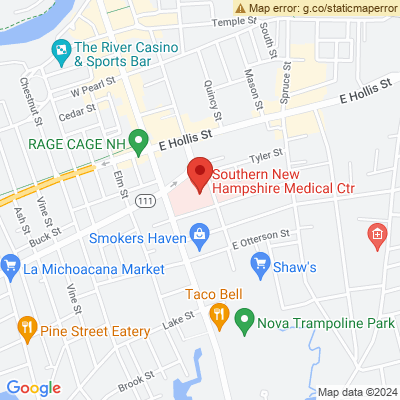 Map error: g.co/staticmaperror
Temple St
South St
The River Casino
& Sports Bar
Spruce St
W Pearl St
Mason St
Quincy St
Chestnut St
Cedar St
E Hollis St
E Hollis St
RAGE CAGE NH
Tyler St
Elm St
Southern New
Hampshire Medical Ctr
111
Vine St
Ash St
Buck St
Smokers Haven
E Otterson St
La Michoacana Market
Shaw's
Vine St
Taco Bell
Lake St
Pine Street Eatery
Nova Trampoline Park
Brook St
Google
Map data ©2024